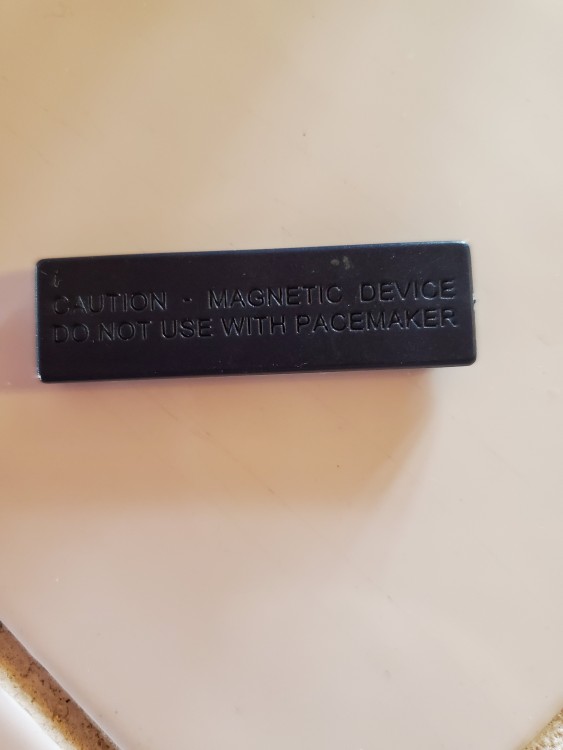 CAUTION - MAGNETIC DEVICE
DO NOT USE WITH PACEMAKER